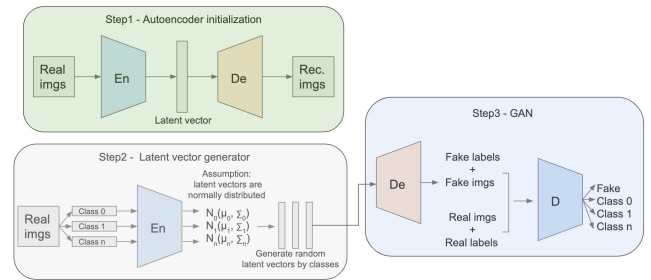 Step1 - Autoencoder initialization
Real
imgs
En
De
Rec.
imgs
Latent vector
Step2 - Latent vector generator
Assumption:
latent vectors are
normally distributed
Real
imgs
Class 0
Class 1
Class n
En
N₀(μ₀, ∑₀)
N₁(μ₁, ∑₁)
Nₙ(μₙ, ∑ₙ)
Generate random
latent vectors by classes
Step3 - GAN
De
Fake labels
+
Fake imgs
Real imgs
+
Real labels
D
Fake
Class 0
Class 1
Class n